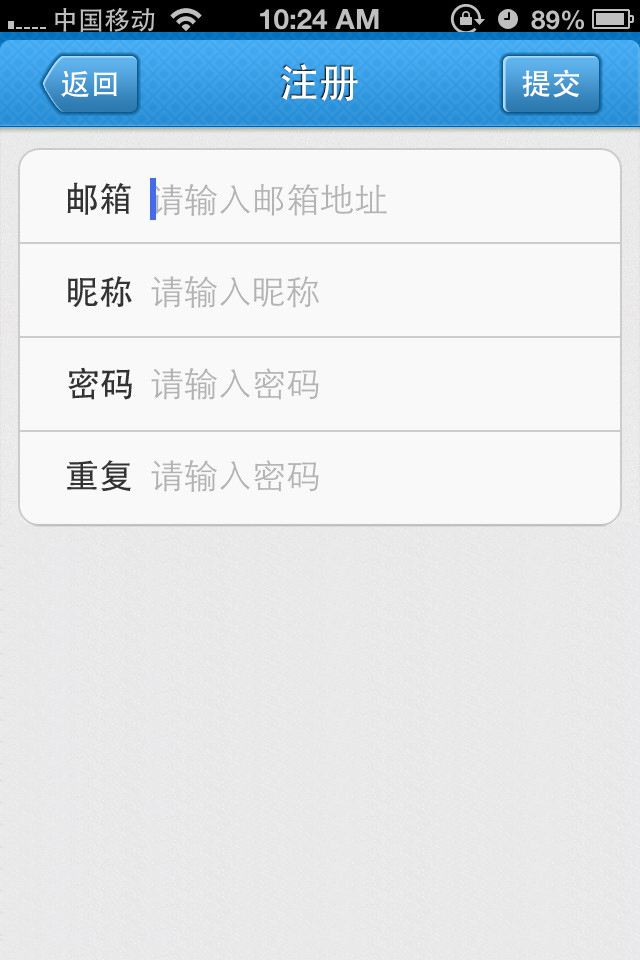 中国移动 10:24 AM 89%
返回 注册 提交
邮箱 请输入邮箱地址
昵称 请输入昵称
密码 请输入密码
重复 请输入密码